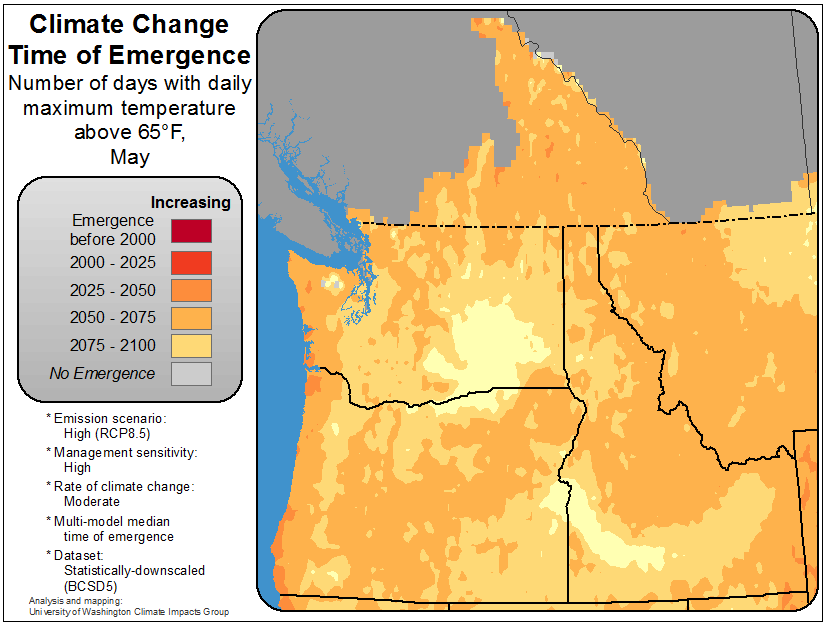 Climate Change
Time of Emergence
Number of days with daily
maximum temperature
above 65°F,
May
Increasing
Emergence
before 2000
2000 - 2025
2025 - 2050
2050 - 2075
2075 - 2100
No Emergence
* Emission scenario:
High (RCP8.5)
* Management sensitivity:
High
* Rate of climate change:
Moderate
* Multi-model median
time of emergence
* Dataset:
Statistically-downscaled
(BCSD5)
Analysis and mapping:
University of Washington Climate Impacts Group